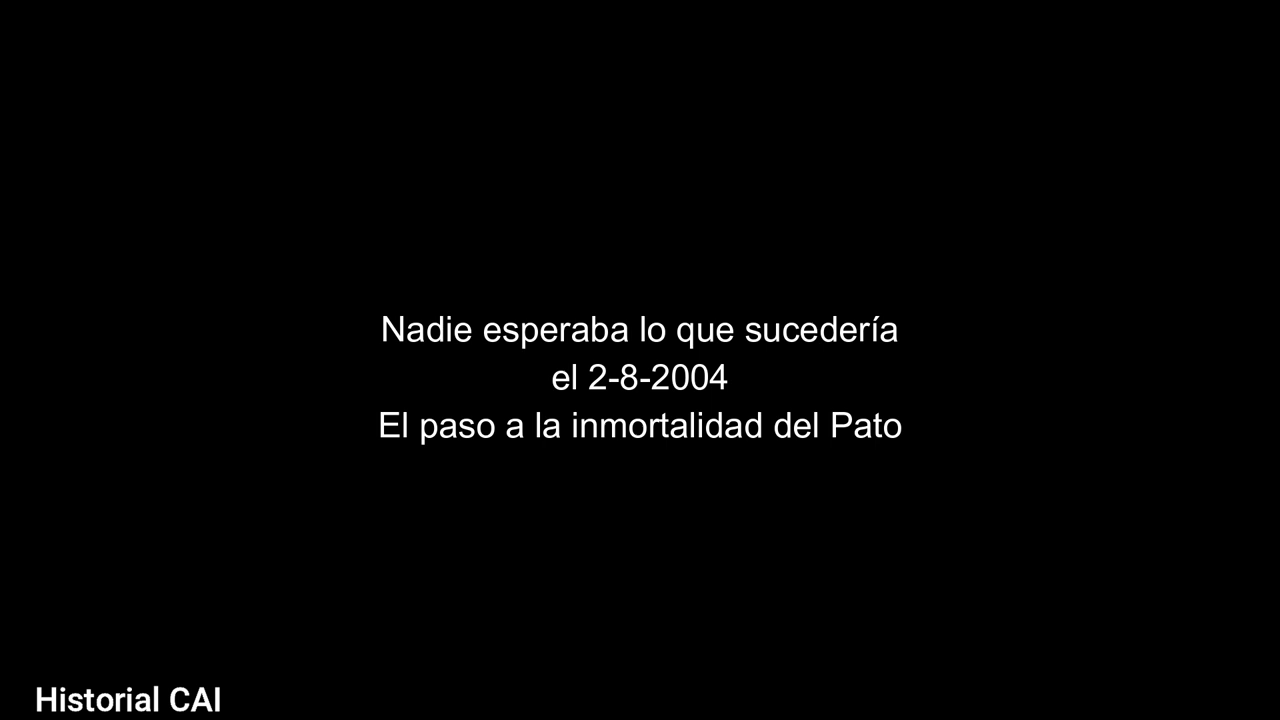 Nadie esperaba lo que sucedería
el 2-8-2004
El paso a la inmortalidad del Pato
Historial CAI